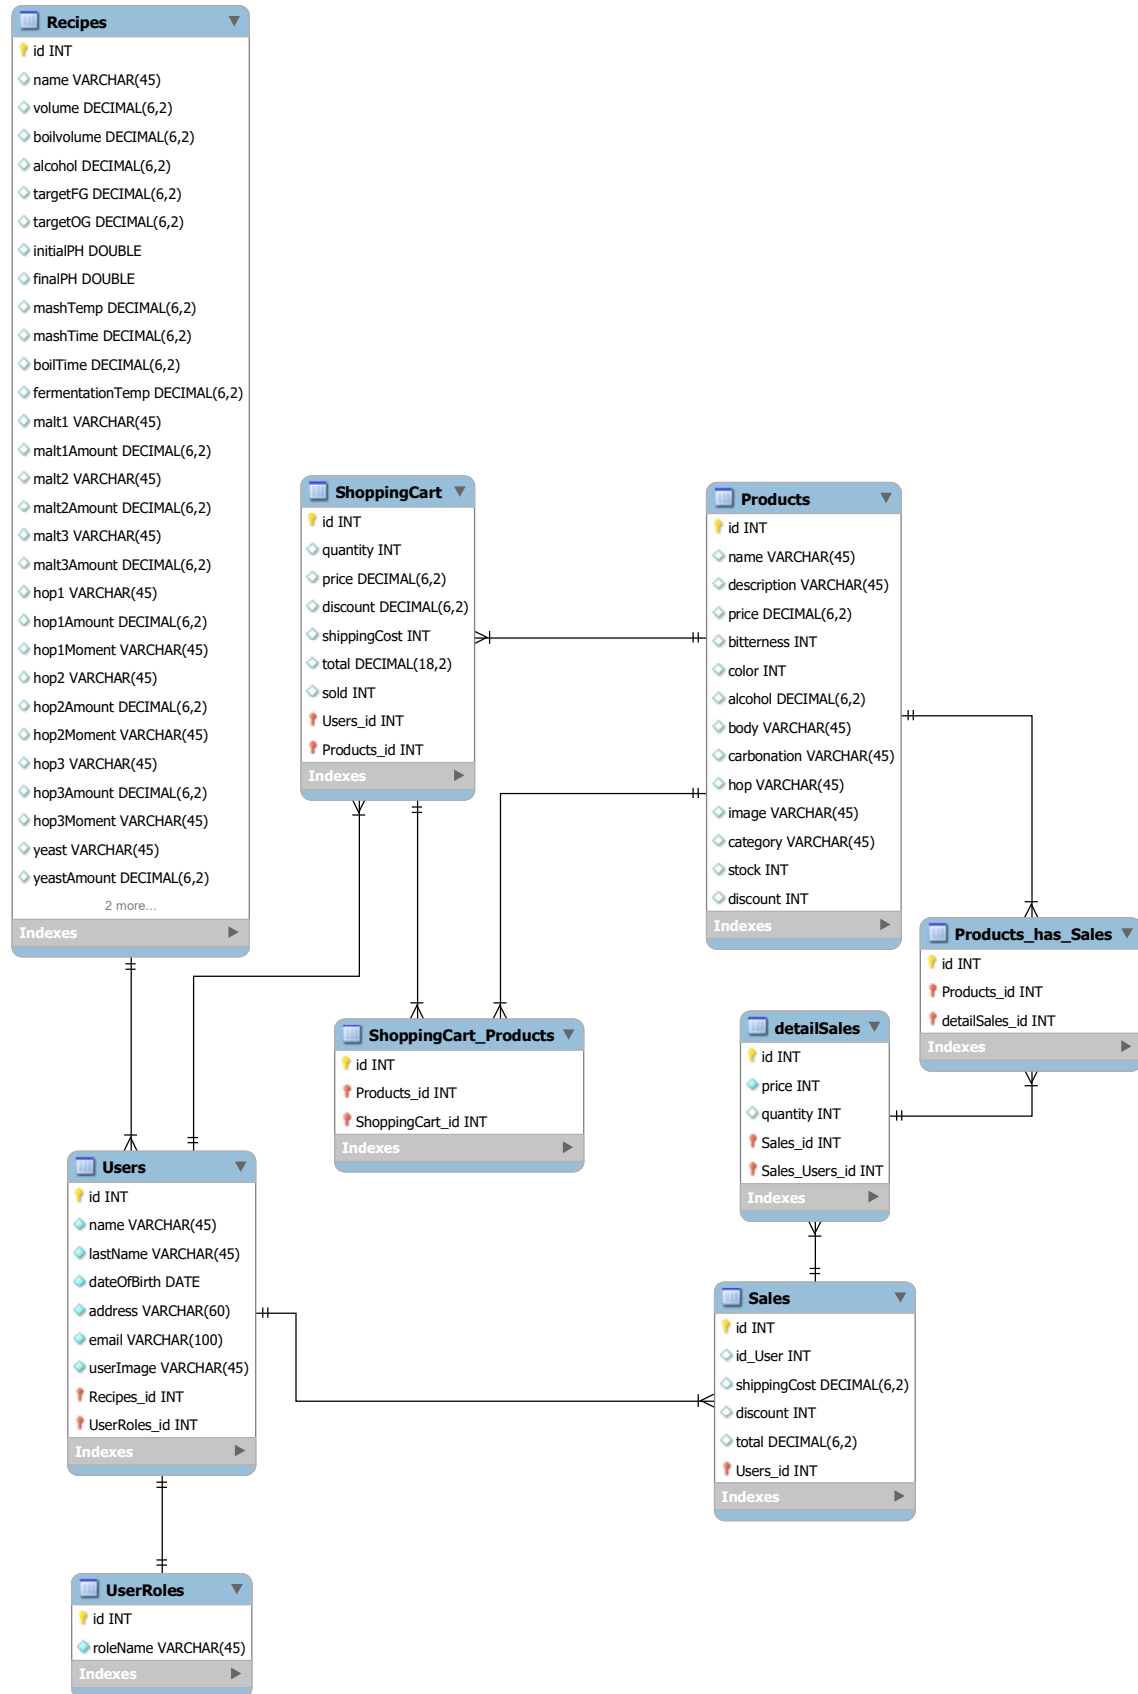 Recipes
id INT
name VARCHAR(45)
volume DECIMAL(6,2)
boilvolume DECIMAL(6,2)
alcohol DECIMAL(6,2)
targetFG DECIMAL(6,2)
targetOG DECIMAL(6,2)
initialPH DOUBLE
finalPH DOUBLE
mashTemp DECIMAL(6,2)
mashTime DECIMAL(6,2)
boilTime DECIMAL(6,2)
fermentationTemp DECIMAL(6,2)
malt1 VARCHAR(45)
malt1Amount DECIMAL(6,2)
malt2 VARCHAR(45)
malt2Amount DECIMAL(6,2)
malt3 VARCHAR(45)
malt3Amount DECIMAL(6,2)
hop1 VARCHAR(45)
hop1Amount DECIMAL(6,2)
hop1Moment VARCHAR(45)
hop2 VARCHAR(45)
hop2Amount DECIMAL(6,2)
hop2Moment VARCHAR(45)
hop3 VARCHAR(45)
hop3Amount DECIMAL(6,2)
hop3Moment VARCHAR(45)
yeast VARCHAR(45)
yeastAmount DECIMAL(6,2)
2 more...
Indexes
ShoppingCart
id INT
quantity INT
price DECIMAL(6,2)
discount DECIMAL(6,2)
shippingCost INT
total DECIMAL(18,2)
sold INT
Users_id INT
Products_id INT
Indexes
Products
id INT
name VARCHAR(45)
description VARCHAR(45)
price DECIMAL(6,2)
bitterness INT
color INT
alcohol DECIMAL(6,2)
body VARCHAR(45)
carbonation VARCHAR(45)
hop VARCHAR(45)
image VARCHAR(45)
category VARCHAR(45)
stock INT
discount INT
Indexes
Products_has_Sales
id INT
Products_id INT
detailSales_id INT
Indexes
ShoppingCart_Products
id INT
Products_id INT
ShoppingCart_id INT
Indexes
detailSales
id INT
price INT
quantity INT
Sales_id INT
Sales_Users_id INT
Indexes
Users
id INT
name VARCHAR(45)
lastName VARCHAR(45)
dateOfBirth DATE
address VARCHAR(60)
email VARCHAR(100)
userImage VARCHAR(45)
Recipes_id INT
UserRoles_id INT
Indexes
Sales
id INT
id_User INT
shippingCost DECIMAL(6,2)
discount INT
total DECIMAL(6,2)
Users_id INT
Indexes
UserRoles
id INT
roleName VARCHAR(45)
Indexes